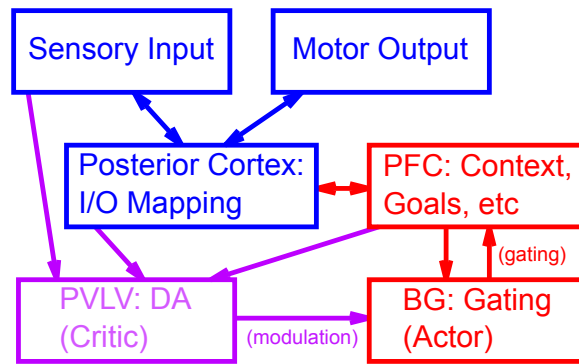 Sensory Input
Motor Output
Posterior Cortex:
I/O Mapping
PFC: Context,
Goals, etc
(gating)
PVLV: DA
(Critic)
(modulation)
BG: Gating
(Actor)